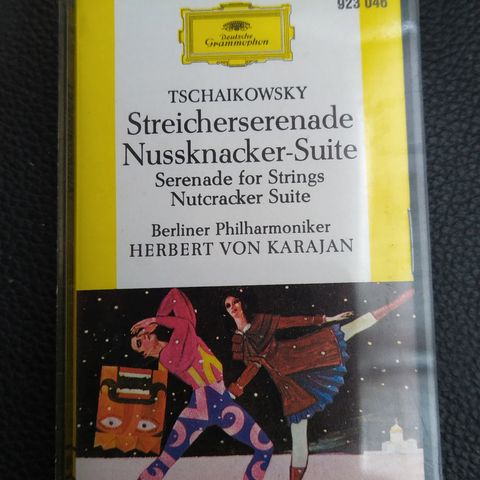 923 046
Deutsche
Grammophon
TSCHAIKOWSKY
Streicherserenade
Nussknacker-Suite
Serenade for Strings
Nutcracker Suite
Berliner Philharmoniker
HERBERT VON KARAJAN